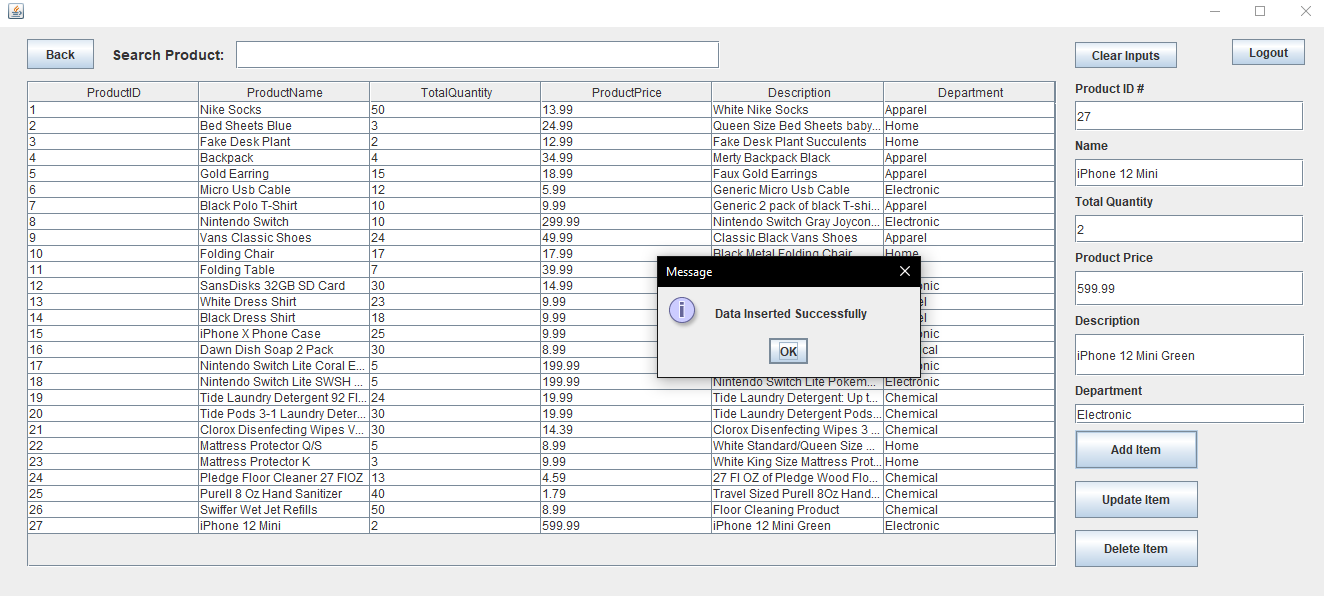 Back Search Product: Clear Inputs Logout
ProductID ProductName TotalQuantity ProductPrice Description Department
1 Nike Socks 50 13.99 White Nike Socks Apparel
2 Bed Sheets Blue 3 24.99 Queen Size Bed Sheets baby... Home
3 Fake Desk Plant 2 12.99 Fake Desk Plant Succulents Home
4 Backpack 4 34.99 Merty Backpack Black Apparel
5 Gold Earring 15 18.99 Faux Gold Earrings Apparel
6 Micro Usb Cable 12 5.99 Generic Micro Usb Cable Electronic
7 Black Polo T-Shirt 10 9.99 Generic 2 pack of black T-shi... Apparel
8 Nintendo Switch 10 299.99 Nintendo Switch Gray Joycon... Electronic
9 Vans Classic Shoes 24 49.99 Classic Black Vans Shoes Apparel
10 Folding Chair 17 17.99 Black Metal Folding Chair Home
11 Folding Table 7 39.99
12 SansDisks 32GB SD Card 30 14.99
13 White Dress Shirt 23 9.99
14 Black Dress Shirt 18 9.99
15 iPhone X Phone Case 25 9.99
16 Dawn Dish Soap 2 Pack 30 8.99
17 Nintendo Switch Lite Coral E... 5 199.99
18 Nintendo Switch Lite SWSH ... 5 199.99 Nintendo Switch Lite Pokem... Electronic
19 Tide Laundry Detergent 92 Fl... 24 19.99 Tide Laundry Detergent: Up t... Chemical
20 Tide Pods 3-1 Laundry Deter... 30 19.99 Tide Laundry Detergent Pods... Chemical
21 Clorox Disenfecting Wipes V... 30 14.39 Clorox Disenfecting Wipes 3 ... Chemical
22 Mattress Protector Q/S 5 8.99 White Standard/Queen Size ... Home
23 Mattress Protector K 3 9.99 White King Size Mattress Prot... Home
24 Pledge Floor Cleaner 27 FlOZ 13 4.59 27 Fl OZ of Pledge Wood Flo... Chemical
25 Purell 8 Oz Hand Sanitizer 40 1.79 Travel Sized Purell 8Oz Hand... Chemical
26 Swiffer Wet Jet Refills 50 8.99 Floor Cleaning Product Chemical
27 iPhone 12 Mini 2 599.99 iPhone 12 Mini Green Electronic
Message
Data Inserted Successfully
OK
Product ID #
27
Name
iPhone 12 Mini
Total Quantity
2
Product Price
599.99
Description
iPhone 12 Mini Green
Department
Electronic
Add Item
Update Item
Delete Item